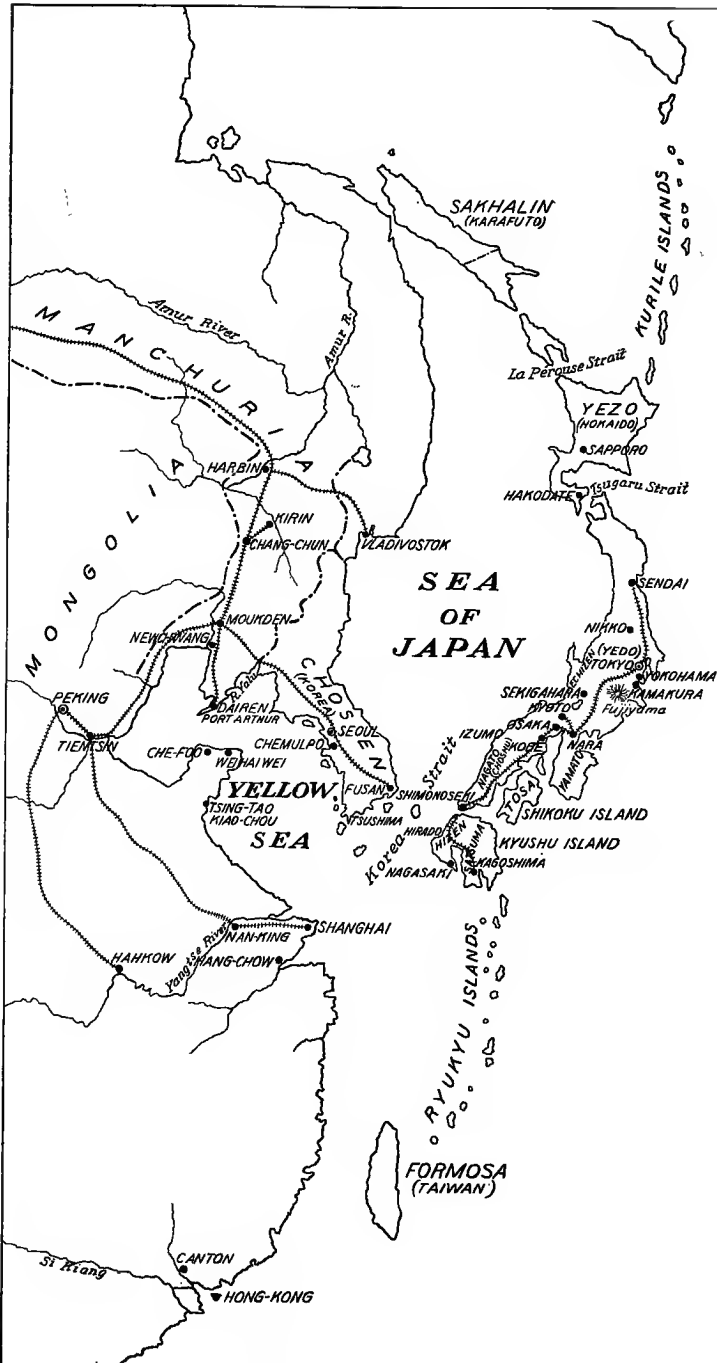 SAKHALIN
(KARAFUTO)
KURILE ISLANDS
Amur River
Amur R.
MANCHURIA
La Perouse Strait
YEZO
(HOKAIDO)
SAPPORO
HARBIN
HAKODATE
Tsugaru Strait
MONGOLIA
KIRIN
CHANG-CHUN
VLADIVOSTOK
SEA
OF
JAPAN
SENDAI
MOUKDEN
NIKKO
NEWCHWANG
(YEDO)
TOKYO
YOKOHAMA
KAMAKURA
Fujiyama
ECHIZEN
SEKIGAHARA
KYOTO
R. Yalu
CHOSEN
(KOREA)
PEKING
DAIREN
PORT ARTHUR
SEOUL
CHEMULPO
IZUMO
OSAKA
KOBE
NARA
YAMATO
TIENTSIN
CHE-FOO
WEI HAI WEI
NAGATO
(CHOSHU)
FUSAN
SHIMONOSEKI
TOSA
SHIKOKU ISLAND
YELLOW
SEA
TSING-TAO
KIAO-CHOU
TSUSHIMA
Korea Strait
HIRADO
HIZEN
KYUSHU ISLAND
SATSUMA
KAGOSHIMA
NAGASAKI
NAN-KING
SHANGHAI
Yangtse River
HANG-CHOW
HAHKOW
RYUKYU ISLANDS
FORMOSA
(TAIWAN)
CANTON
Si Kiang
HONG-KONG